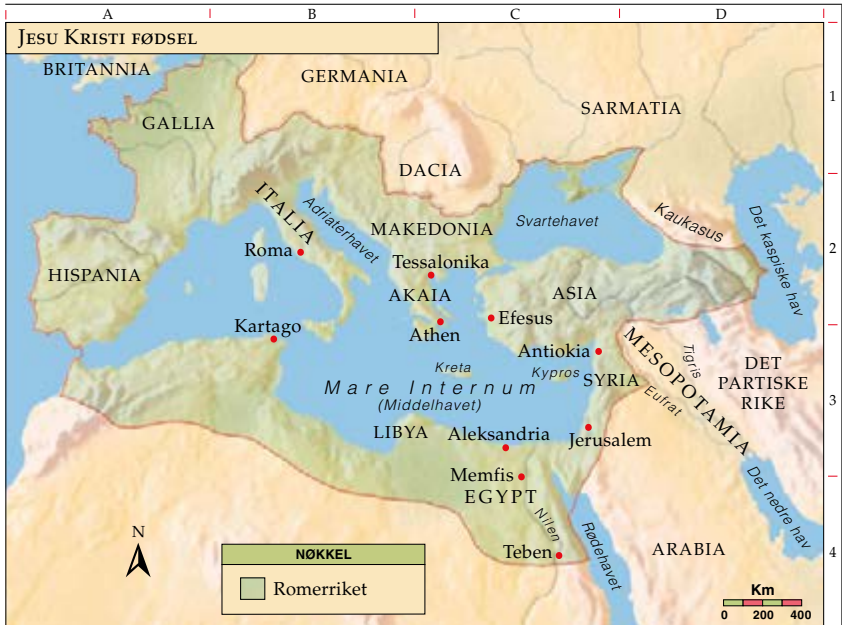 A B C D
JESU KRISTI FØDSEL
BRITANNIA
GERMANIA
1
SARMATIA
GALLIA
DACIA
ITALIA
Adriaterhavet
MAKEDONIA
Svartehavet
Kaukasus
Det kaspiske hav
2
Roma
Tessalonika
HISPANIA
ASIA
AKAIA
Efesus
Kartago
Athen
Antiokia
MESOPOTAMIA
Tigris
DET
PARTISKE
RIKE
Kreta
Kypros
SYRIA
Eufrat
3
Mare Internum
(Middelhavet)
LIBYA
Aleksandria
Jerusalem
Memfis
EGYPT
Nilen
Rødehavet
Det nedre hav
N
Teben
ARABIA
4
NØKKEL
Romerriket
Km
0 200 400